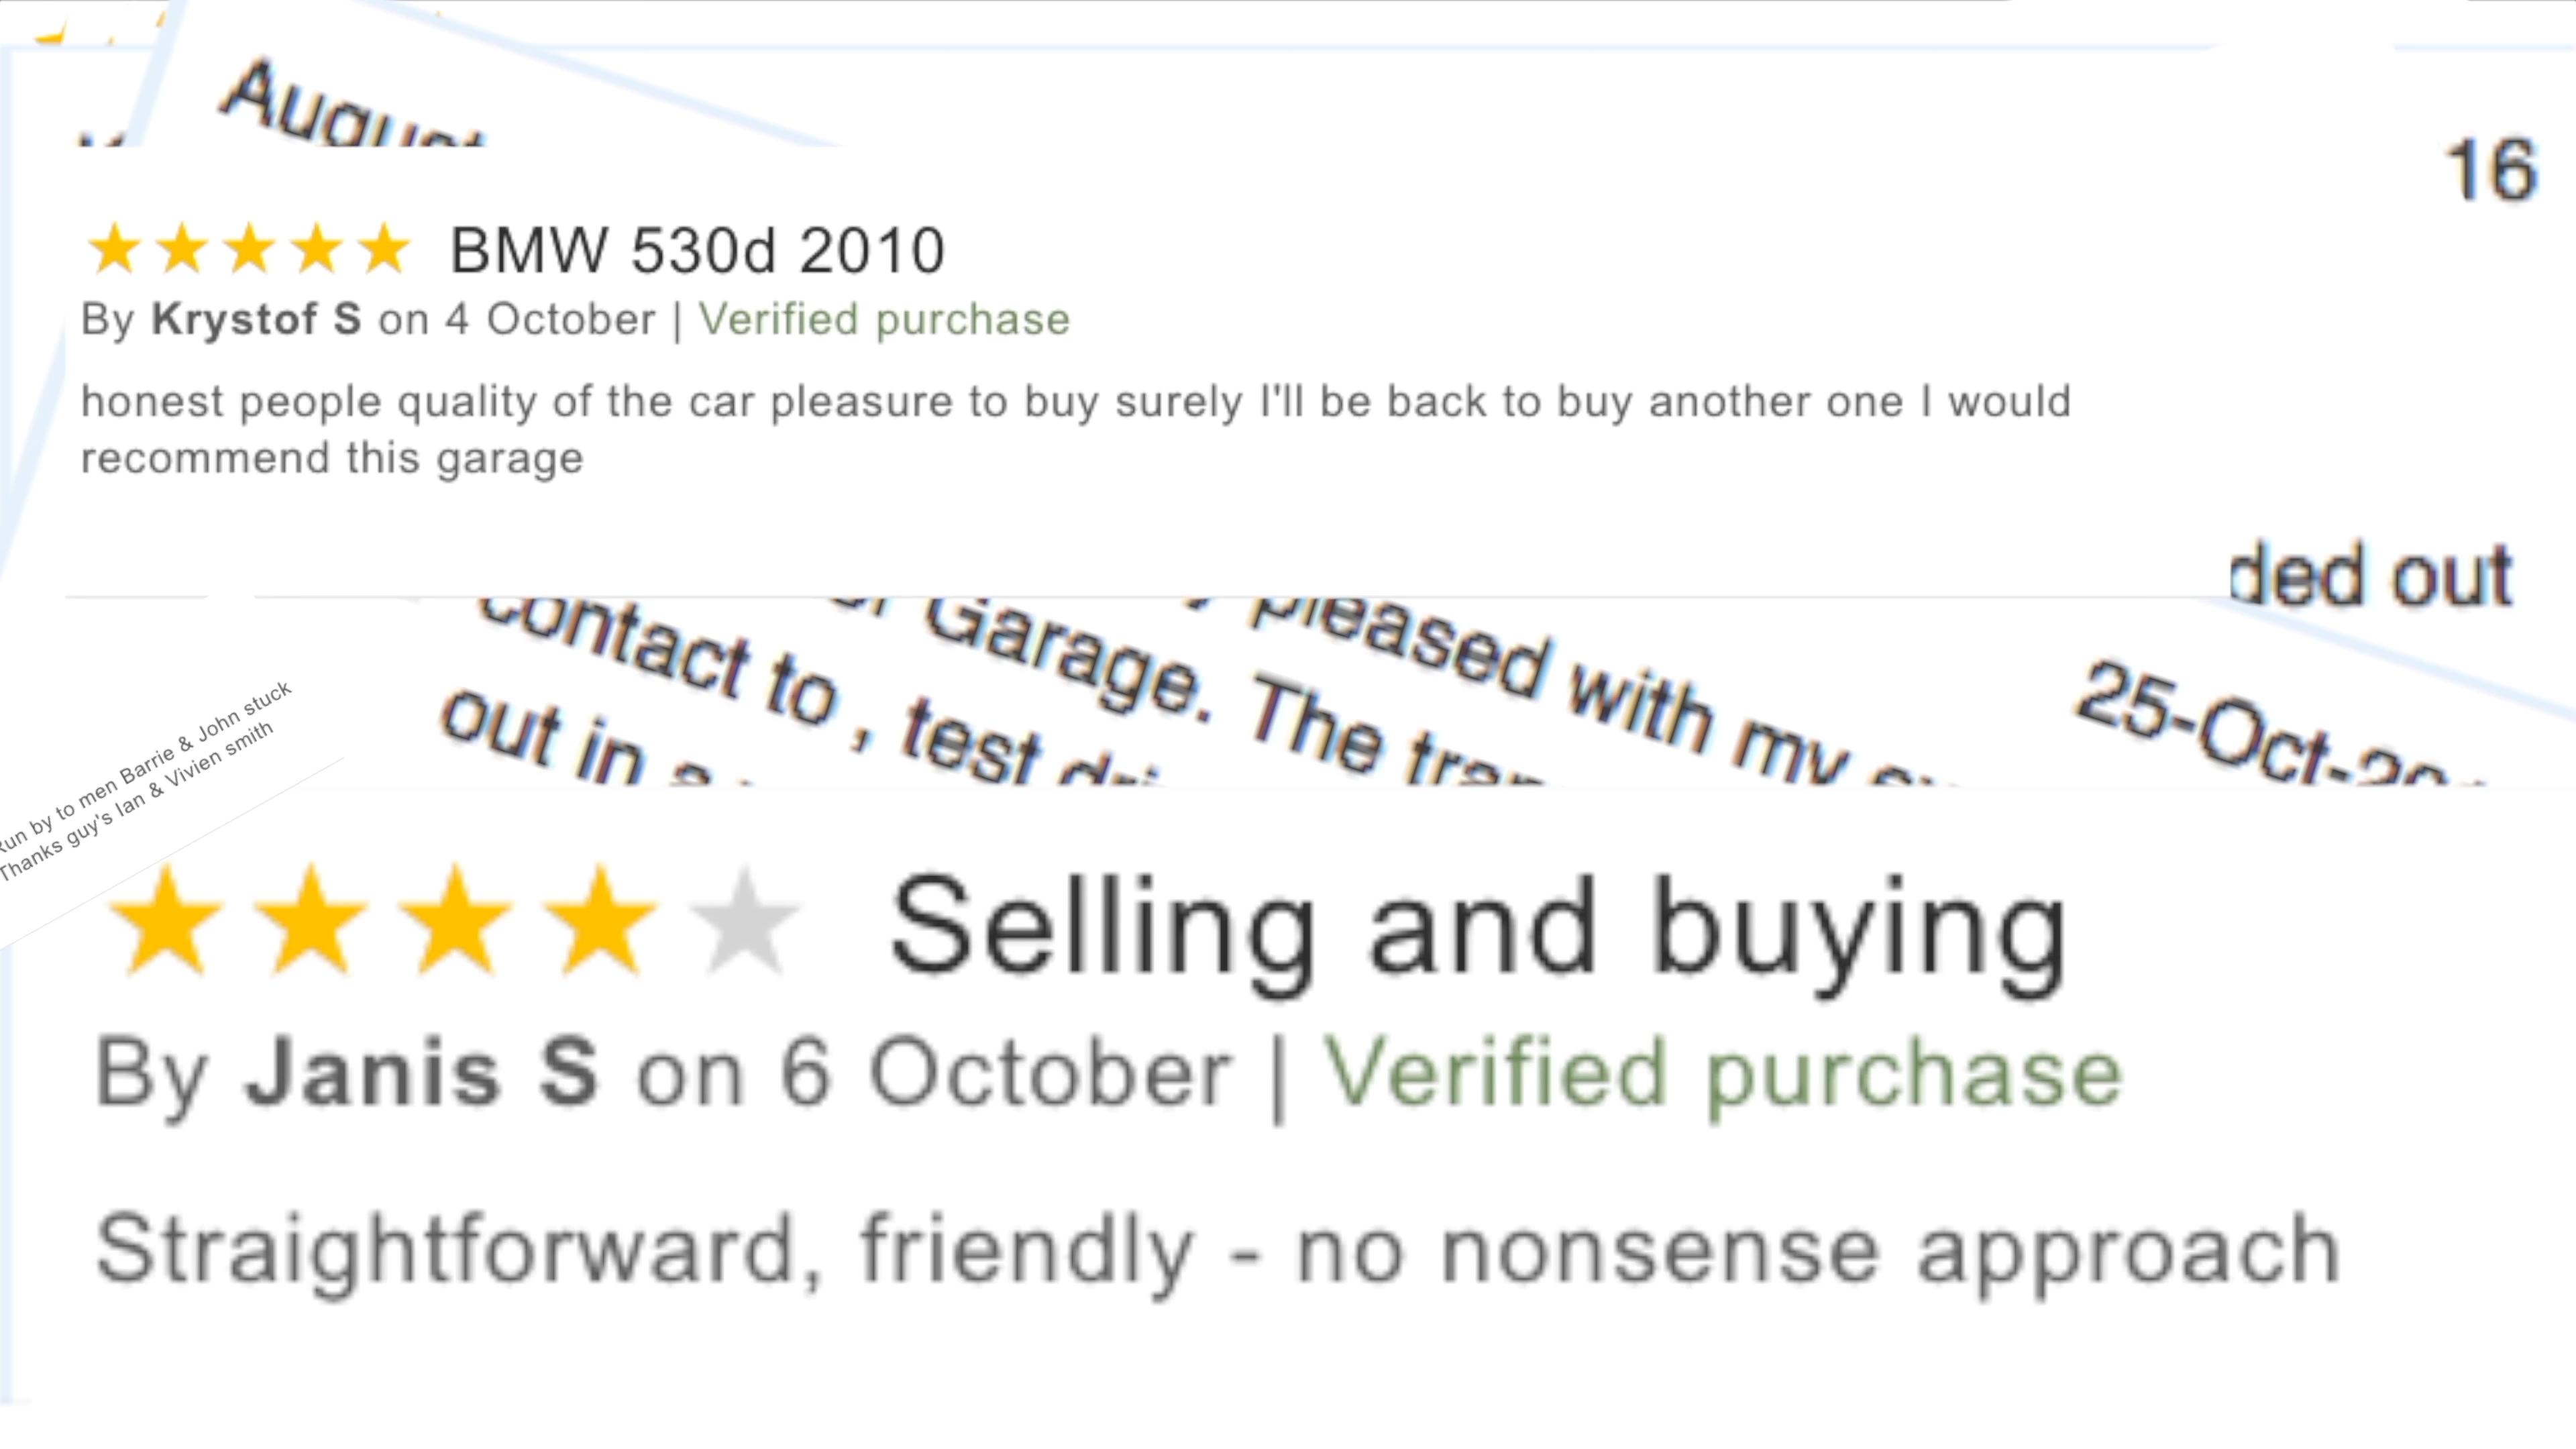 August
16
BMW 530d 2010
By Krystof S on 4 October | Verified purchase
honest people quality of the car pleasure to buy surely I'll be back to buy another one I would
recommend this garage
out
contact to , test
Garage. The
pleased with my
out in a
25-Oct-
Run by to men Barrie & John stuck
Thanks guy's Ian & Vivien smith
Selling and buying
By Janis S on 6 October | Verified purchase
Straightforward, friendly - no nonsense approach